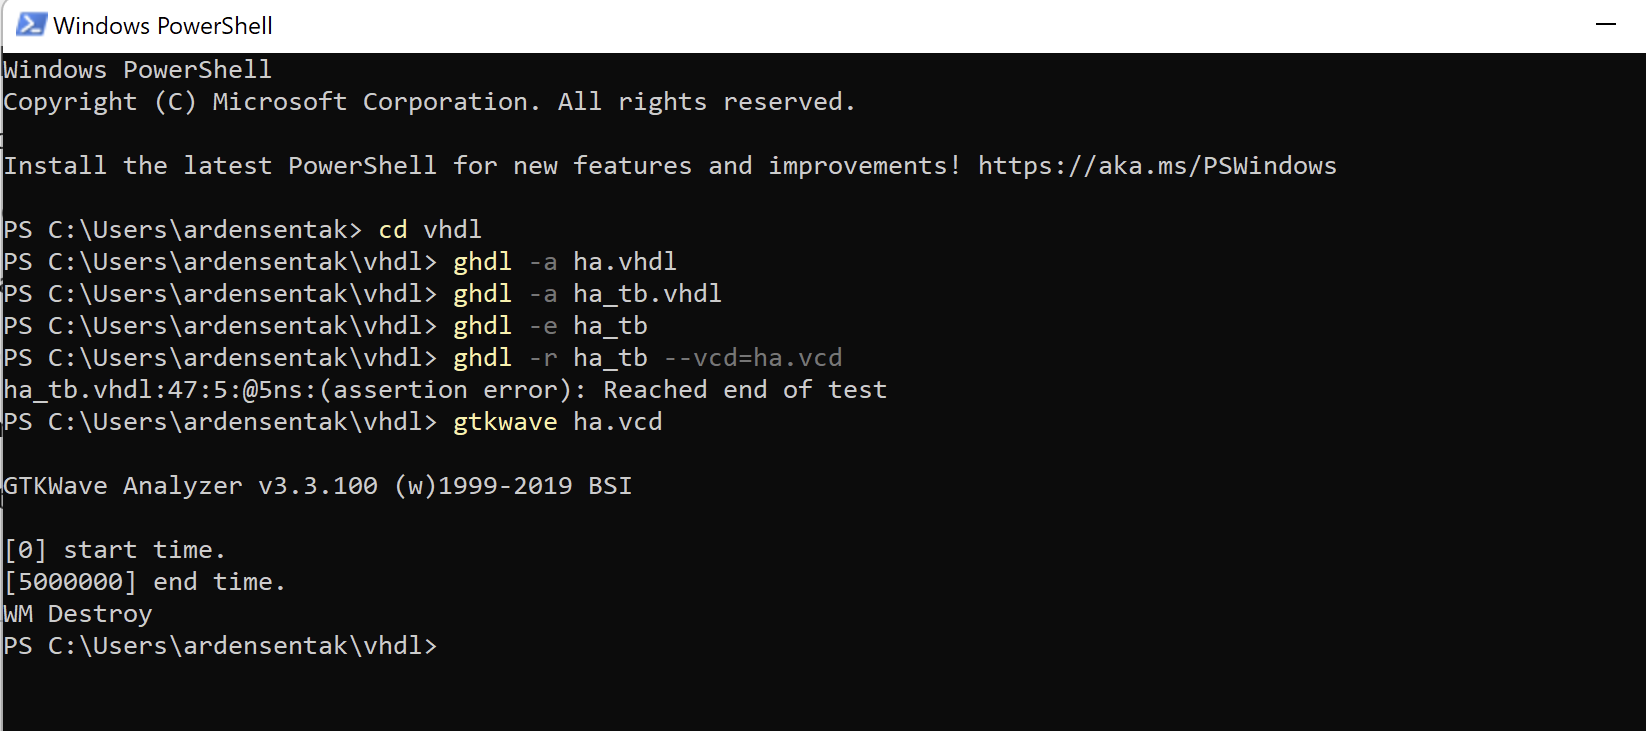 Windows PowerShell
Windows PowerShell
Copyright (C) Microsoft Corporation. All rights reserved.
Install the latest PowerShell for new features and improvements! https://aka.ms/PSWindows
PS C:\Users\ardensentak> cd vhdl
PS C:\Users\ardensentak\vhdl> ghdl -a ha.vhdl
PS C:\Users\ardensentak\vhdl> ghdl -a ha_tb.vhdl
PS C:\Users\ardensentak\vhdl> ghdl -e ha_tb
PS C:\Users\ardensentak\vhdl> ghdl -r ha_tb --vcd=ha.vcd
ha_tb.vhdl:47:5:@5ns:(assertion error): Reached end of test
PS C:\Users\ardensentak\vhdl> gtkwave ha.vcd
GTKWave Analyzer v3.3.100 (w)1999-2019 BSI
[0] start time.
[5000000] end time.
WM Destroy
PS C:\Users\ardensentak\vhdl>